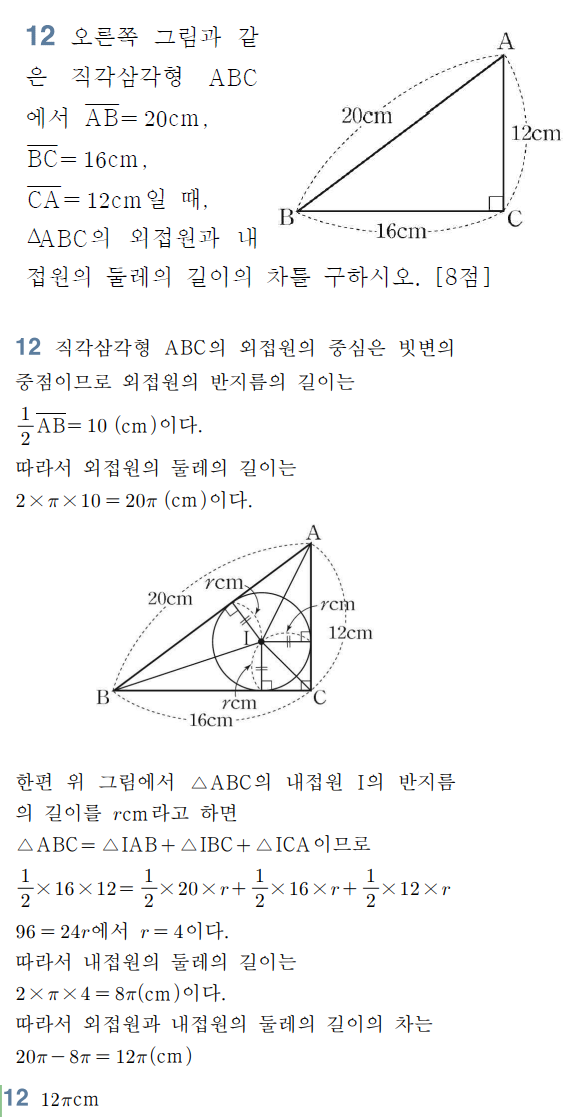 12 오른쪽 그림과 같
은 직각삼각형 ABC
에서 \overline{AB}= 20cm,
\overline{BC}= 16cm,
\overline{CA}= 12cm일 때,
△ABC의 외접원과 내
접원의 둘레의 길이의 차를 구하시오. [8점]
A
20cm
12cm
B
16cm
C
12 직각삼각형 ABC의 외접원의 중심은 빗변의
중점이므로 외접원의 반지름의 길이는
\frac{1}{2}\overline{AB}= 10 (cm)이다.
따라서 외접원의 둘레의 길이는
2×π×10 = 20π (cm)이다.
A
rcm
20cm
rcm
I
12cm
B
rcm
C
16cm
한편 위 그림에서 △ABC의 내접원 I의 반지름
의 길이를 rcm라고 하면
△ABC= △IAB+△IBC+△ICA이므로
\frac{1}{2}×16×12= \frac{1}{2}×20×r+\frac{1}{2}×16×r+\frac{1}{2}×12×r
96 = 24r에서 r = 4이다.
따라서 내접원의 둘레의 길이는
2×π×4 = 8π(cm)이다.
따라서 외접원과 내접원의 둘레의 길이의 차는
20π−8π = 12π(cm)
12 12πcm